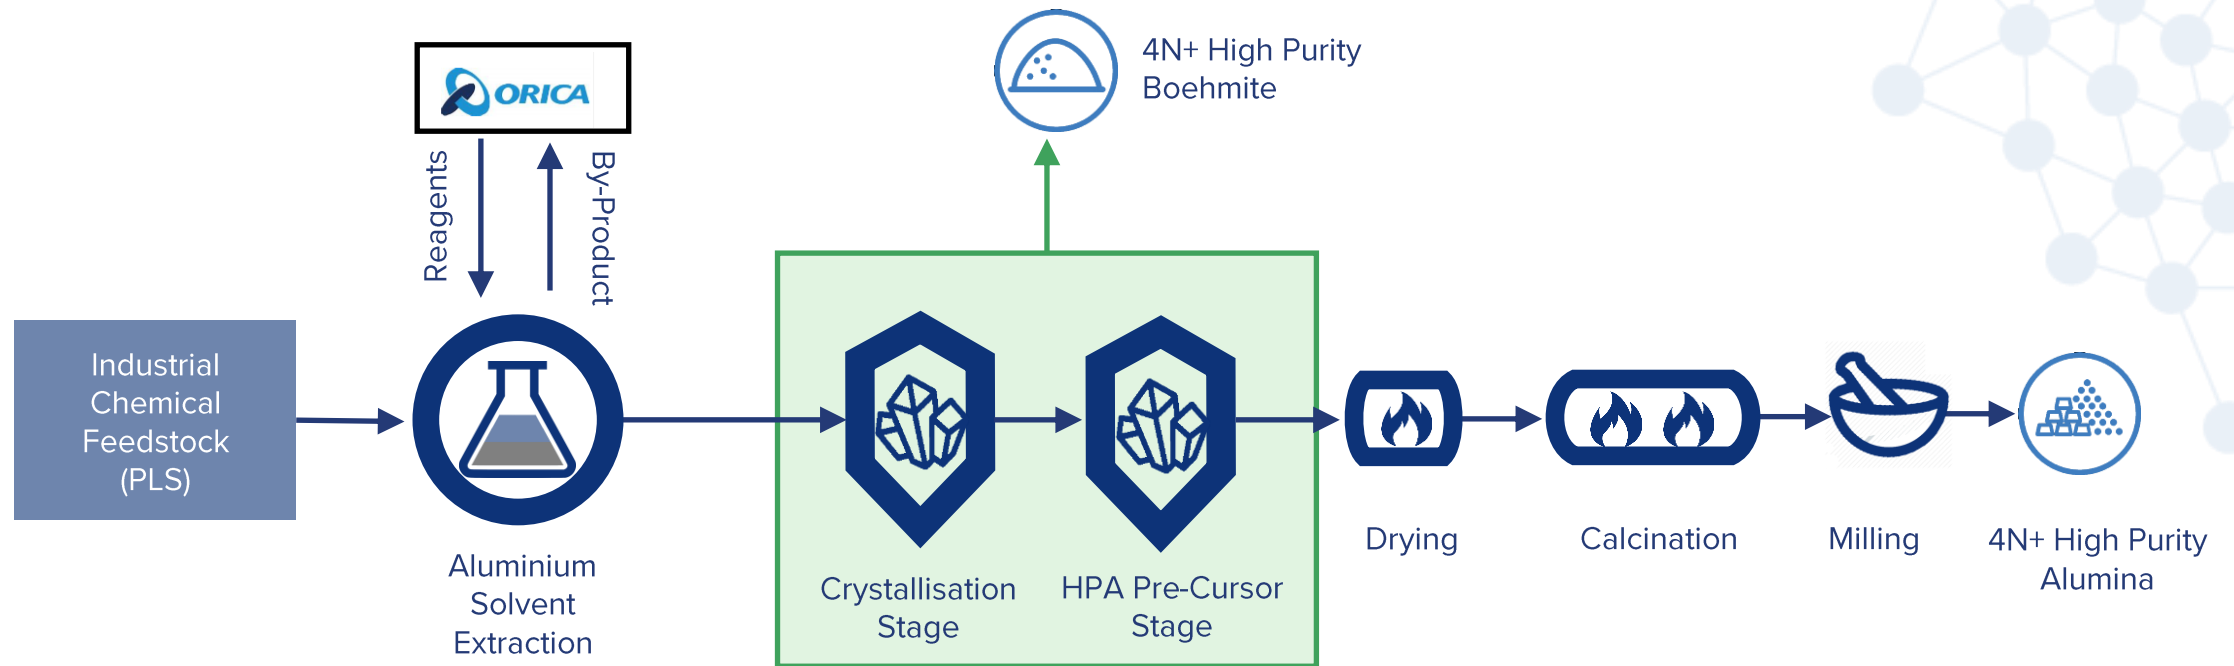 ORICA
4N+ High Purity
Boehmite
Reagents
By-Product
Industrial
Chemical
Feedstock
(PLS)
Aluminium
Solvent
Extraction
Crystallisation
Stage
HPA Pre-Cursor
Stage
Drying
Calcination
Milling
4N+ High Purity
Alumina